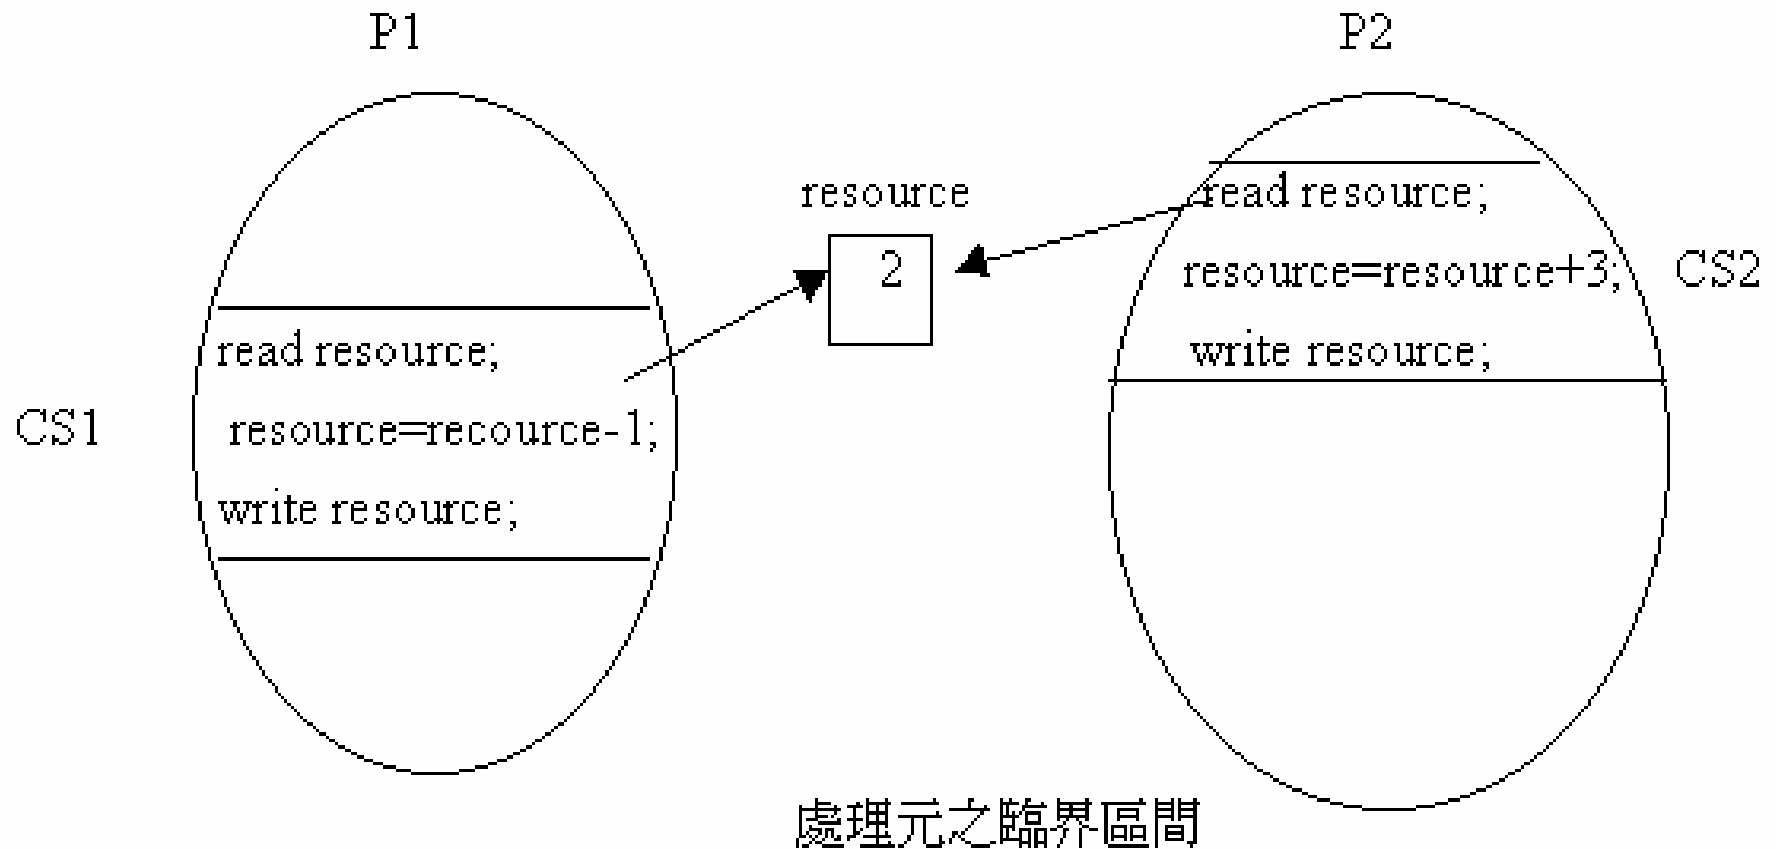 P1
P2
resource
2
read resource;
resource=resource+3;
CS2
write resource;
read resource;
CS1
resource=recource-1;
write resource;
處理元之臨界區間